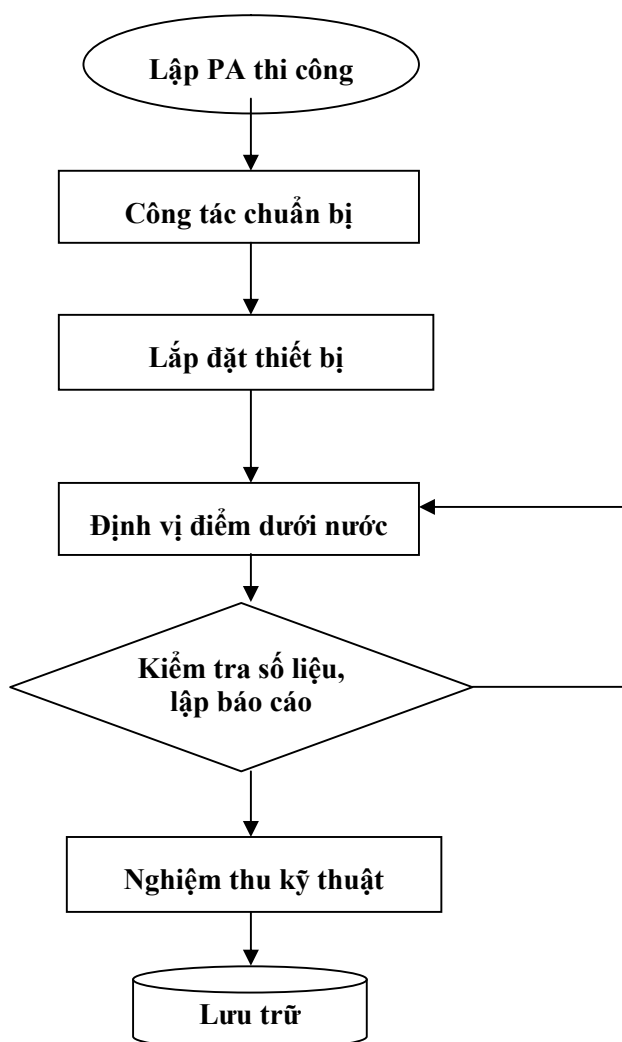 Lập PA thi công
Công tác chuẩn bị
Lắp đặt thiết bị
Định vị điểm dưới nước
Kiểm tra số liệu,
lập báo cáo
Nghiệm thu kỹ thuật
Lưu trữ